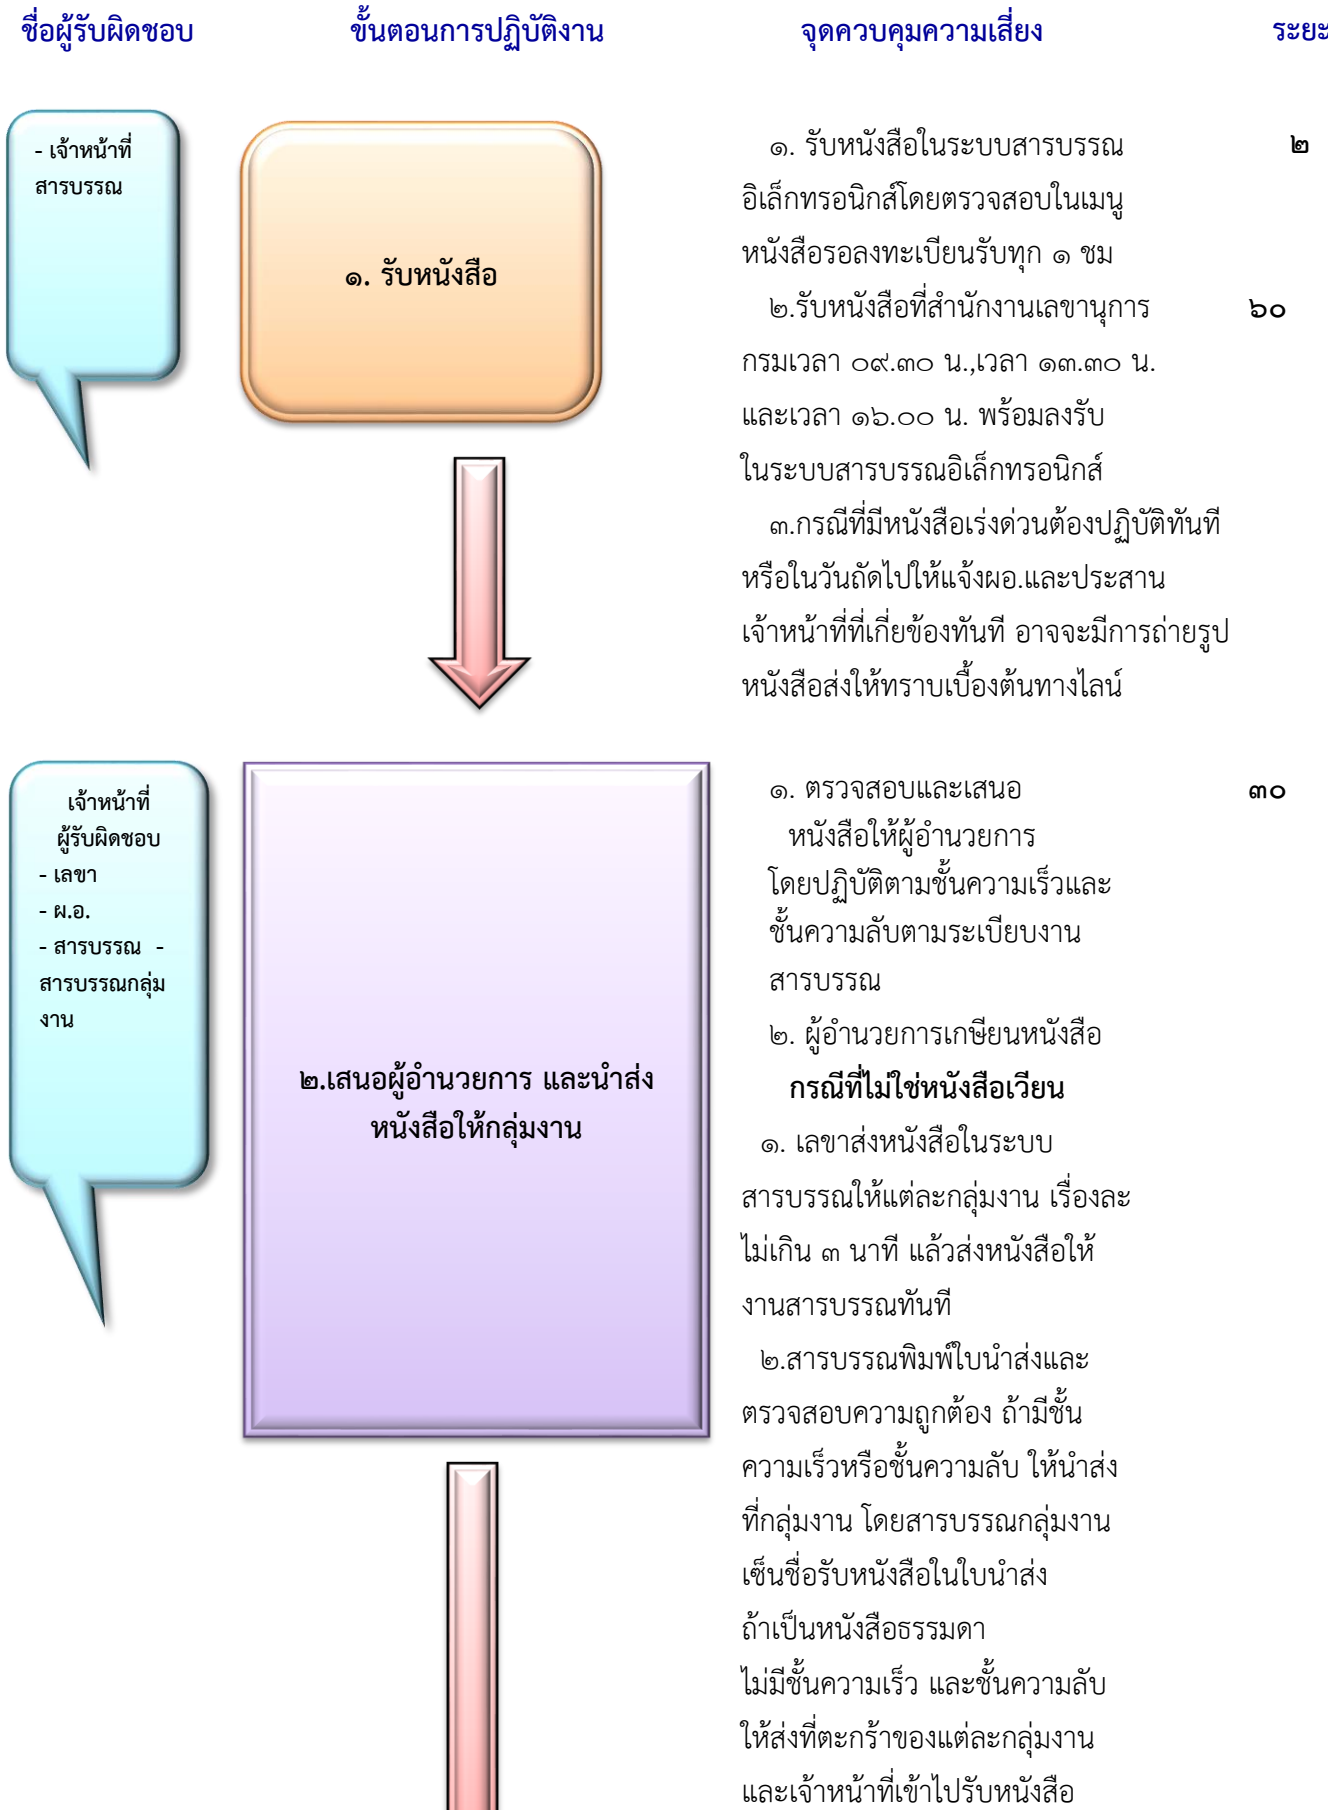 ชื่อผู้รับผิดชอบ ขั้นตอนการปฏิบัติงาน จุดควบคุมความเสี่ยง ระยะ
- เจ้าหน้าที่
สารบรรณ
๑. รับหนังสือ
๑. รับหนังสือในระบบสารบรรณ ๒
อิเล็กทรอนิกส์โดยตรวจสอบในเมนู
หนังสือรอลงทะเบียนรับทุก ๑ ชม
๒.รับหนังสือที่สำนักงานเลขานุการ ๖๐
กรมเวลา ๐๙.๓๐ น.,เวลา ๑๓.๓๐ น.
และเวลา ๑๖.๐๐ น. พร้อมลงรับ
ในระบบสารบรรณอิเล็กทรอนิกส์
๓.กรณีที่มีหนังสือเร่งด่วนต้องปฏิบัติทันที
หรือในวันถัดไปให้แจ้งผอ.และประสาน
เจ้าหน้าที่ที่เกี่ยข้องทันที อาจจะมีการถ่ายรูป
หนังสือส่งให้ทราบเบื้องต้นทางไลน์
เจ้าหน้าที่
ผู้รับผิดชอบ
- เลขา
- ผ.อ.
- สารบรรณ -
สารบรรณกลุ่ม
งาน
๒.เสนอผู้อำนวยการ และนำส่ง
หนังสือให้กลุ่มงาน
๑. ตรวจสอบและเสนอ ๓๐
หนังสือให้ผู้อำนวยการ
โดยปฏิบัติตามชั้นความเร็วและ
ชั้นความลับตามระเบียบงาน
สารบรรณ
๒. ผู้อำนวยการเกษียนหนังสือ
กรณีที่ไม่ใช่หนังสือเวียน
๑. เลขาส่งหนังสือในระบบ
สารบรรณให้แต่ละกลุ่มงาน เรื่องละ
ไม่เกิน ๓ นาที แล้วส่งหนังสือให้
งานสารบรรณทันที
๒.สารบรรณพิมพ์ใบนำส่งและ
ตรวจสอบความถูกต้อง ถ้ามีชั้น
ความเร็วหรือชั้นความลับ ให้นำส่ง
ที่กลุ่มงาน โดยสารบรรณกลุ่มงาน
เซ็นชื่อรับหนังสือในใบนำส่ง
ถ้าเป็นหนังสือธรรมดา
ไม่มีชั้นความเร็ว และชั้นความลับ
ให้ส่งที่ตะกร้าของแต่ละกลุ่มงาน
และเจ้าหน้าที่เข้าไปรับหนังสือ